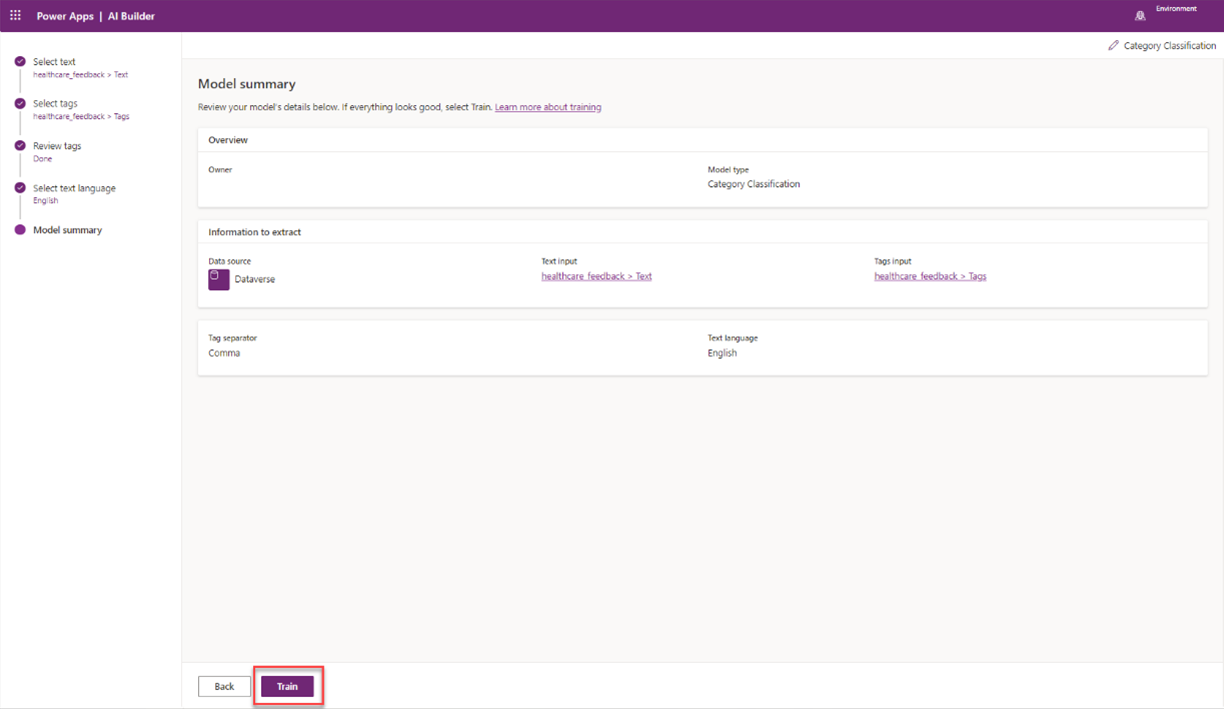 Power Apps | AI Builder
Environment
Category Classification
Select text
healthcare_feedback > Text
Select tags
healthcare_feedback > Tags
Review tags
Done
Select text language
English
Model summary
Model summary
Review your model's details below. If everything looks good, select Train. Learn more about training
Overview
Owner
Model type
Category Classification
Information to extract
Data source
Dataverse
Text input
healthcare_feedback > Text
Tags input
healthcare_feedback > Tags
Tag separator
Comma
Text language
English
Back
Train